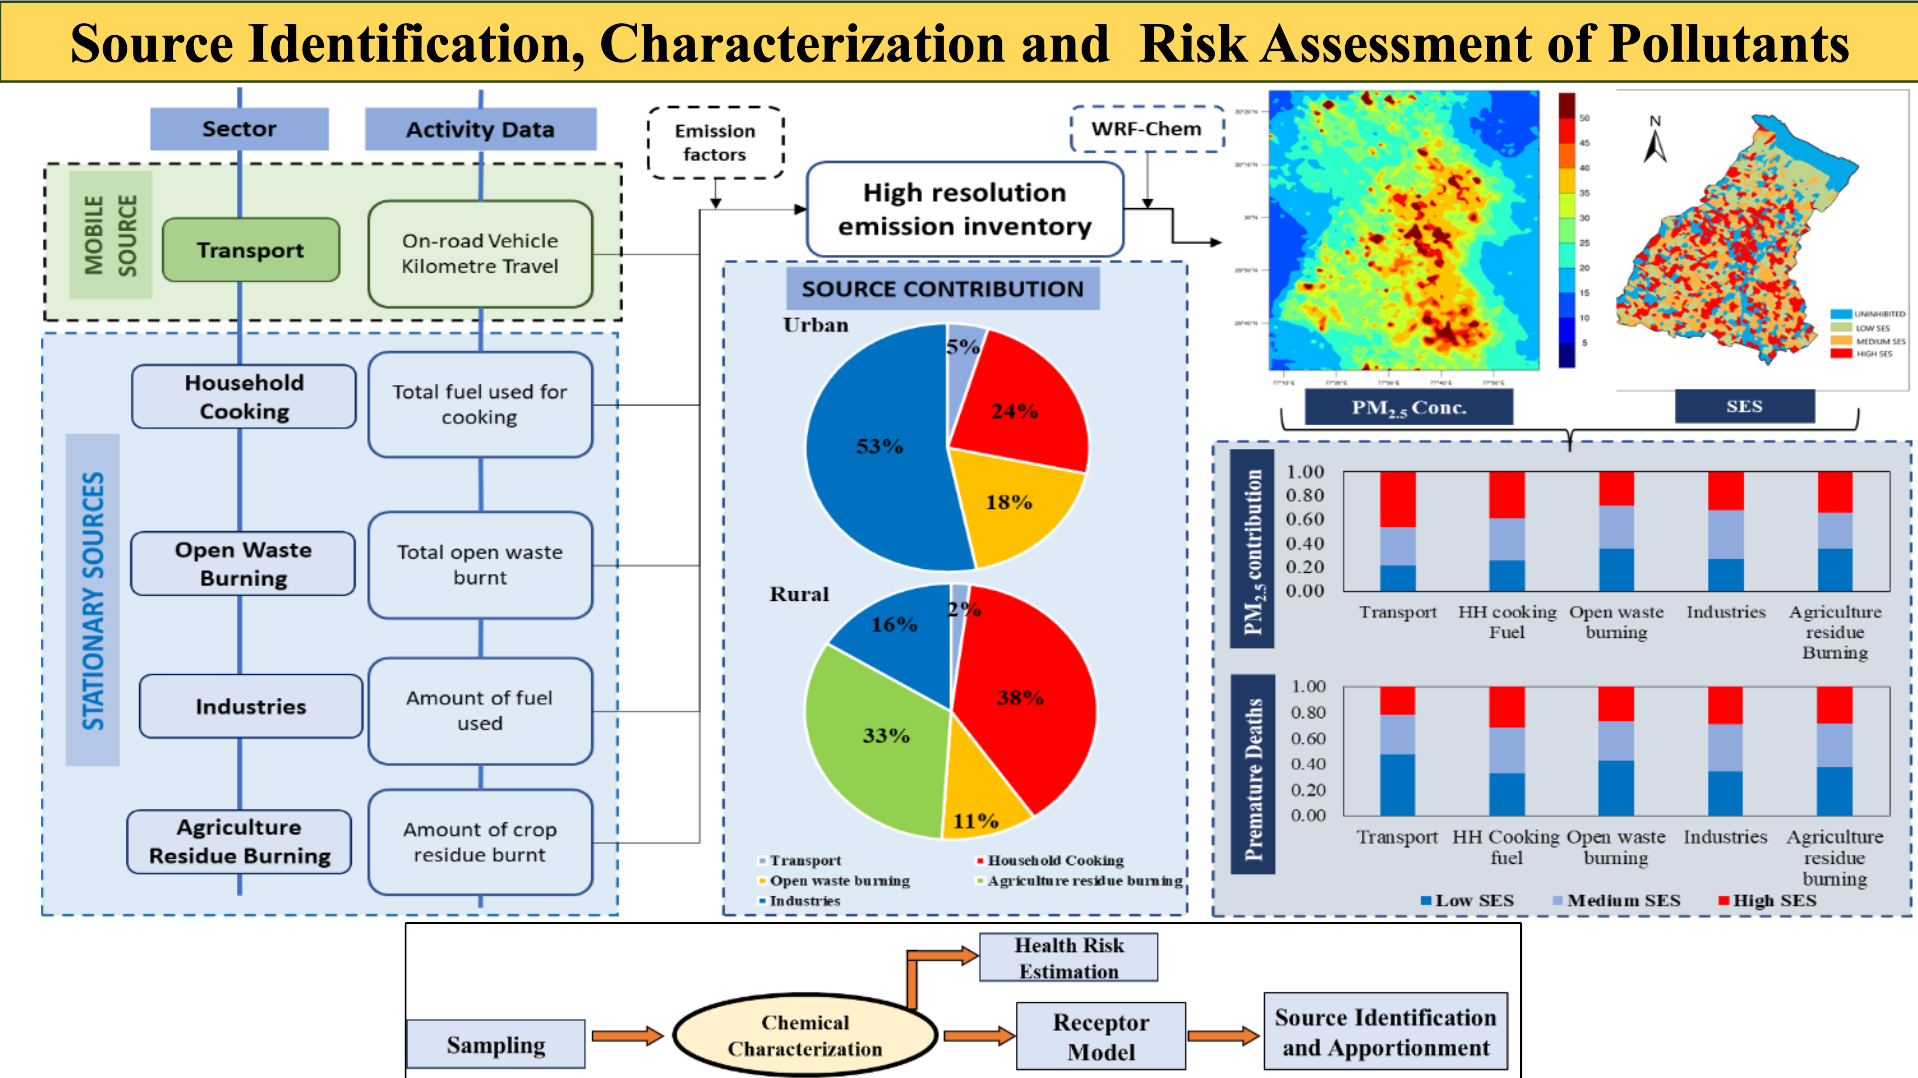 Source Identification, Characterization and Risk Assessment of Pollutants
Sector
Activity Data
MOBILE
SOURCE
Transport
On-road Vehicle
Kilometre Travel
STATIONARY SOURCES
Household
Cooking
Total fuel used for
cooking
Open Waste
Burning
Total open waste
burnt
Industries
Amount of fuel
used
Agriculture
Residue Burning
Amount of crop
residue burnt
Emission
factors
High resolution
emission inventory
WRF-Chem
SOURCE CONTRIBUTION
Urban
5%
24%
53%
18%
Rural
2%
16%
38%
33%
11%
Transport
Household Cooking
Open waste burning
Agriculture residue burning
Industries
50
45
40
35
30
25
20
15
10
5
PM2.5 Conc.
N
UNINHIBITED
LOW SES
MEDIUM SES
HIGH SES
SES
PM2.5 contribution
1.00
0.80
0.60
0.40
0.20
0.00
Transport
HH cooking
Fuel
Open waste
burning
Industries
Agriculture
residue
Burning
Premature Deaths
1.00
0.80
0.60
0.40
0.20
0.00
Transport
HH Cooking
fuel
Open waste
burning
Industries
Agriculture
residue
burning
Low SES
Medium SES
High SES
Sampling
Chemical
Characterization
Health Risk
Estimation
Receptor
Model
Source Identification
and Apportionment